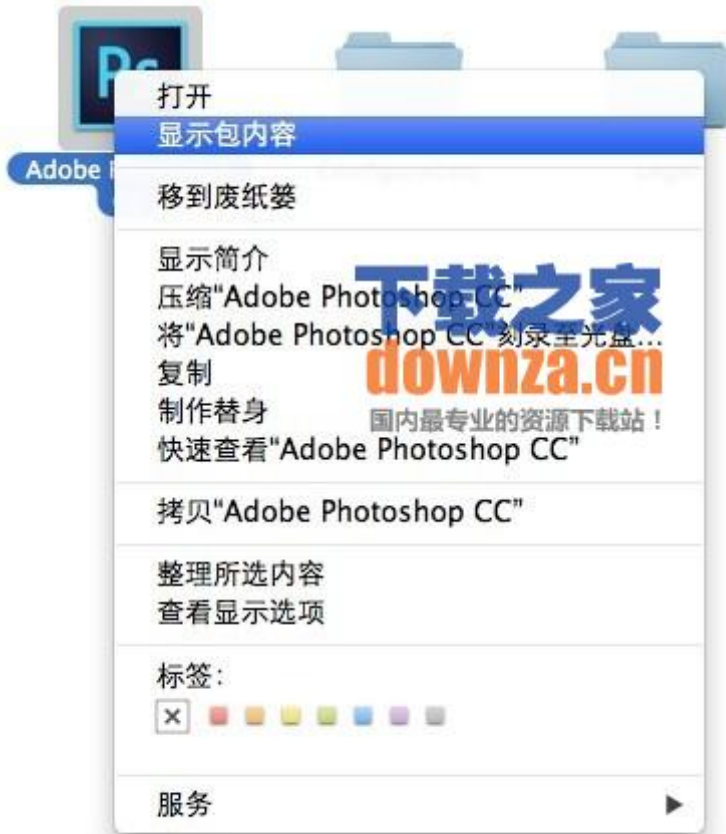 Ps
打开
显示包内容
Adobe
移到废纸篓
显示简介
压缩“Adobe Photoshop CC”
将“Adobe Photoshop CC”刻录至光盘...
复制
制作替身
快速查看“Adobe Photoshop CC”
下载之家
downza.cn
国内最专业的资源下载站！
拷贝“Adobe Photoshop CC”
整理所选内容
查看显示选项
标签：
服务